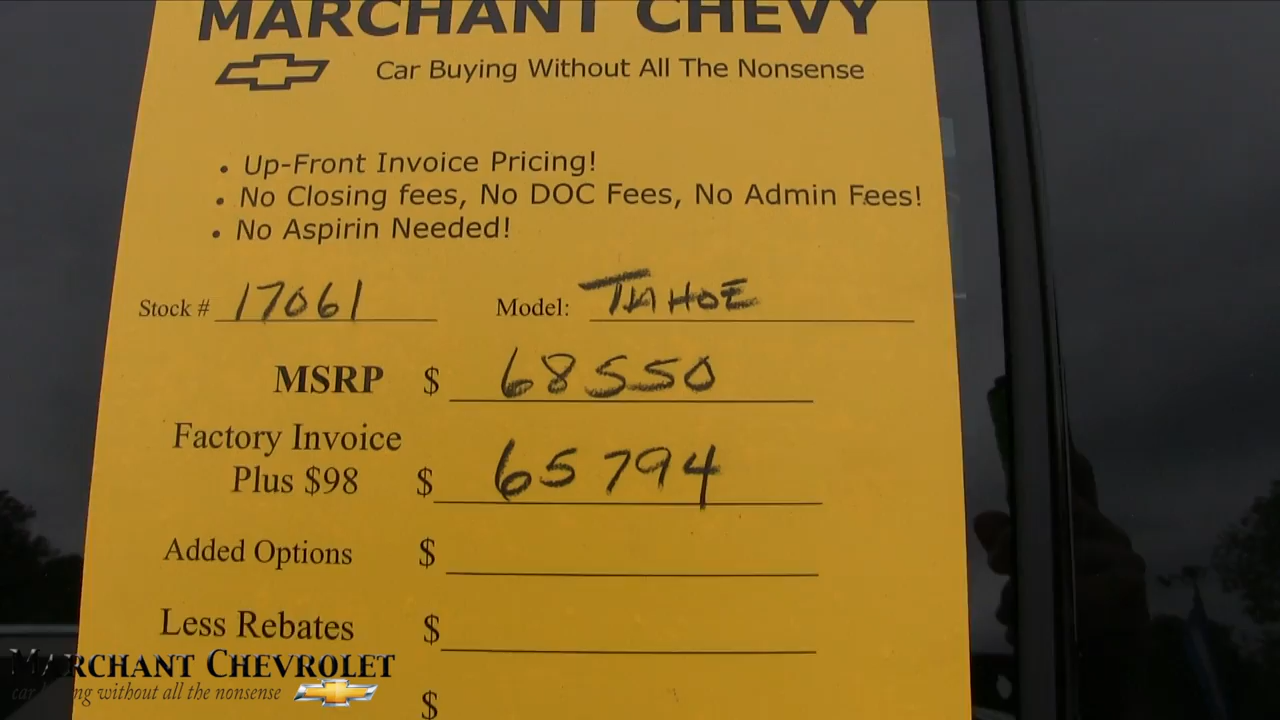 MARCHANT CHEVY
Car Buying Without All The Nonsense
• Up-Front Invoice Pricing!
• No Closing fees, No DOC Fees, No Admin Fees!
• No Aspirin Needed!
Stock # 17061 Model: TAHOE
MSRP $ 68550
Factory Invoice
Plus $98 $ 65794
Added Options $
Less Rebates $
$
MARCHANT CHEVROLET
car buying without all the nonsense